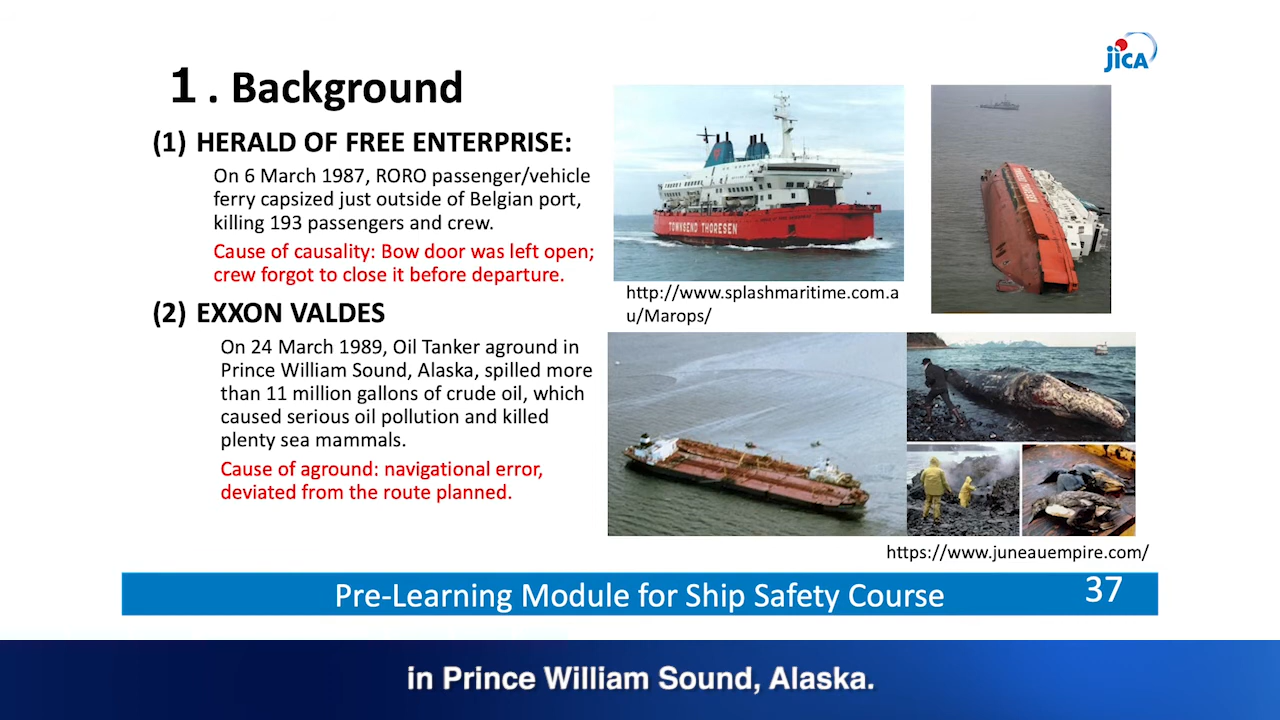 JICA
1 . Background
(1) HERALD OF FREE ENTERPRISE:
On 6 March 1987, RORO passenger/vehicle
ferry capsized just outside of Belgian port,
killing 193 passengers and crew.
Cause of causality: Bow door was left open;
crew forgot to close it before departure.
(2) EXXON VALDES
On 24 March 1989, Oil Tanker aground in
Prince William Sound, Alaska, spilled more
than 11 million gallons of crude oil, which
caused serious oil pollution and killed
plenty sea mammals.
Cause of aground: navigational error,
deviated from the route planned.
TOWNSEND THORESEN
http://www.splashmaritime.com.a
u/Marops/
https://www.juneauempire.com/
Pre-Learning Module for Ship Safety Course
37
in Prince William Sound, Alaska.